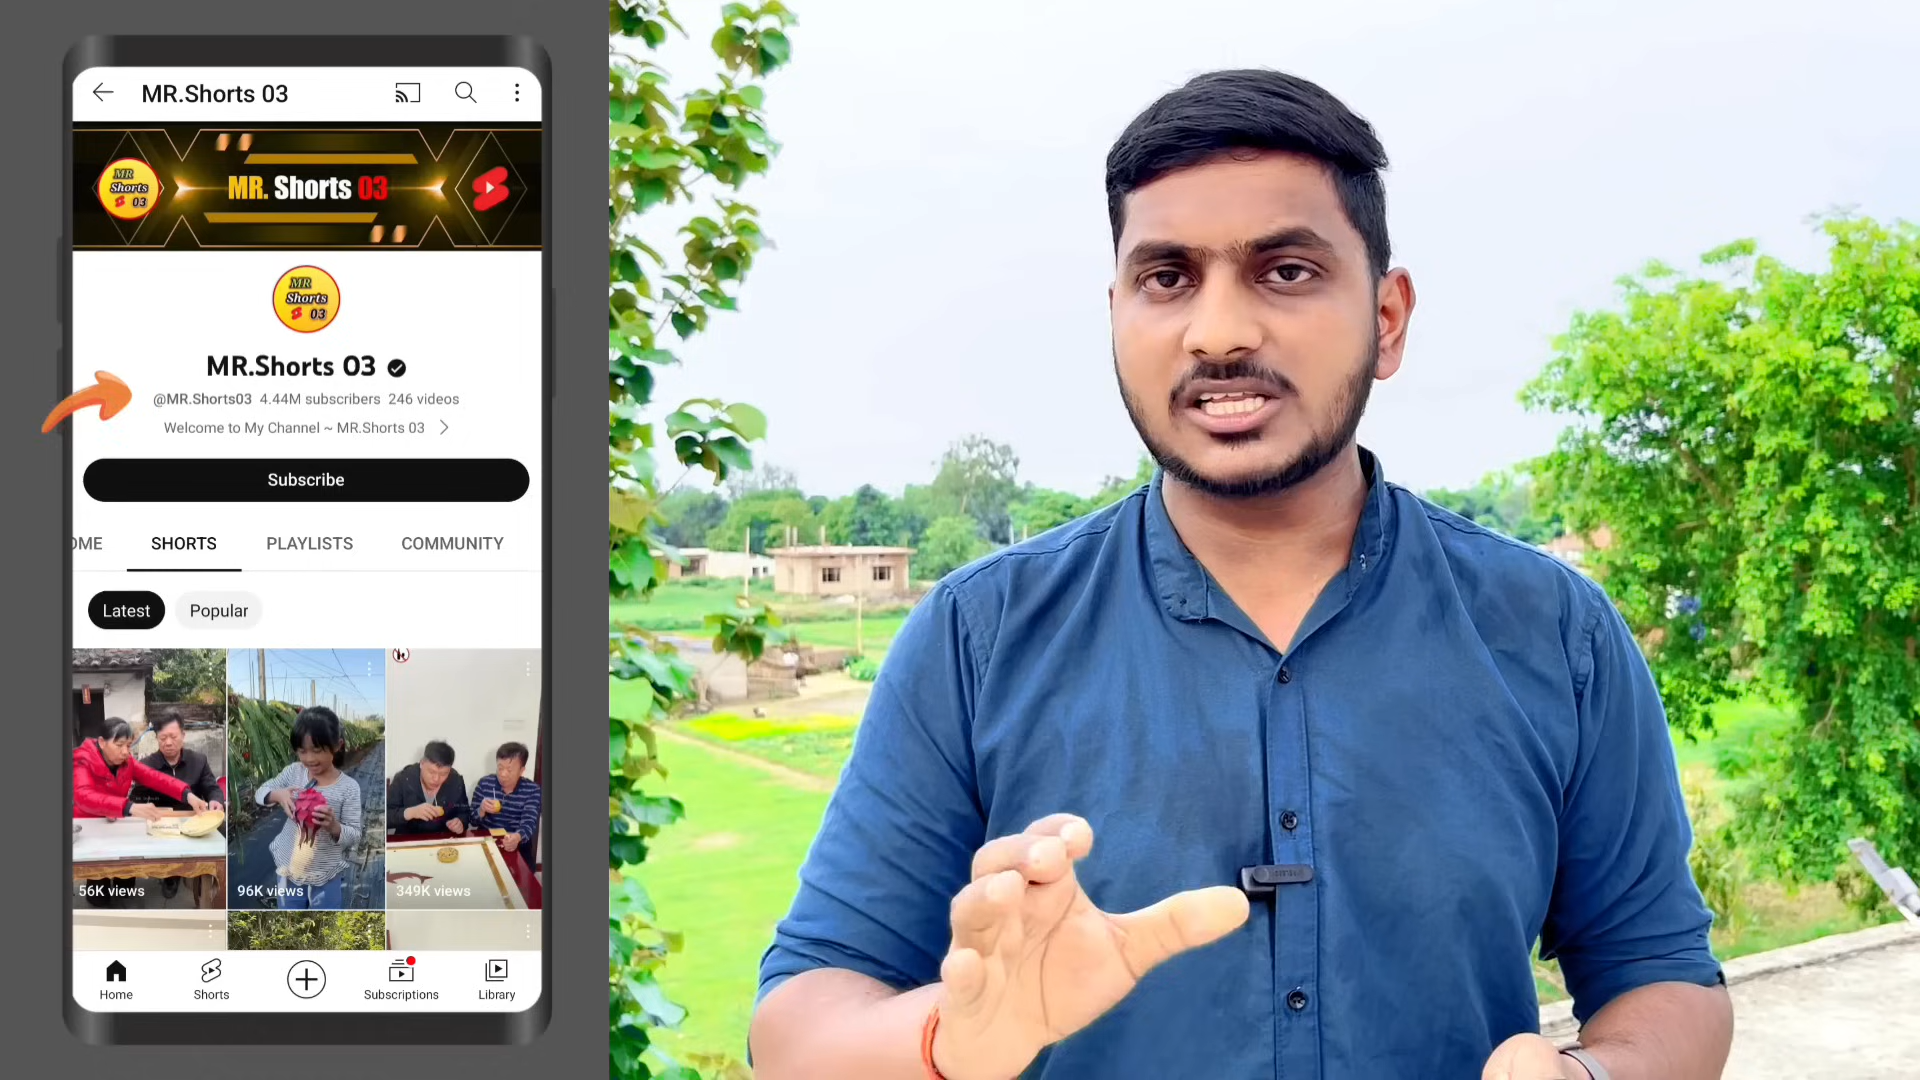 MR.Shorts 03
MR
Shorts
03
MR. Shorts 03
MR
Shorts
03
MR.Shorts 03
@MR.Shorts03 4.44M subscribers 246 videos
Welcome to My Channel ~ MR.Shorts 03
Subscribe
OME SHORTS PLAYLISTS COMMUNITY
Latest Popular
56K views 96K views 349K views
Home Shorts Subscriptions Library